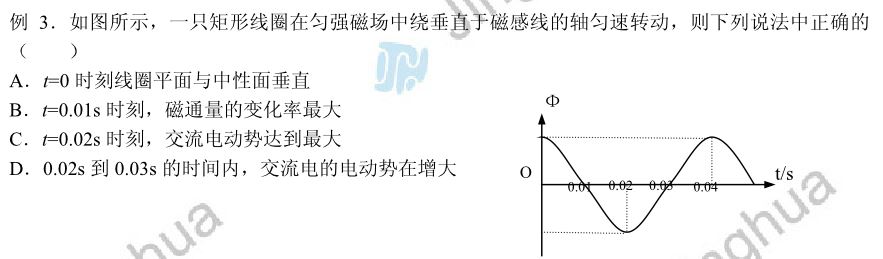 例 3．如图所示，一只矩形线圈在匀强磁场中绕垂直于磁感线的轴匀速转动，则下列说法中正确的
（　　）
A．t=0 时刻线圈平面与中性面垂直
B．t=0.01s 时刻，磁通量的变化率最大
C．t=0.02s 时刻，交流电动势达到最大
D．0.02s 到 0.03s 的时间内，交流电的电动势在增大
Φ
O
0.01 0.02 0.03 0.04
t/s
hua
ghua